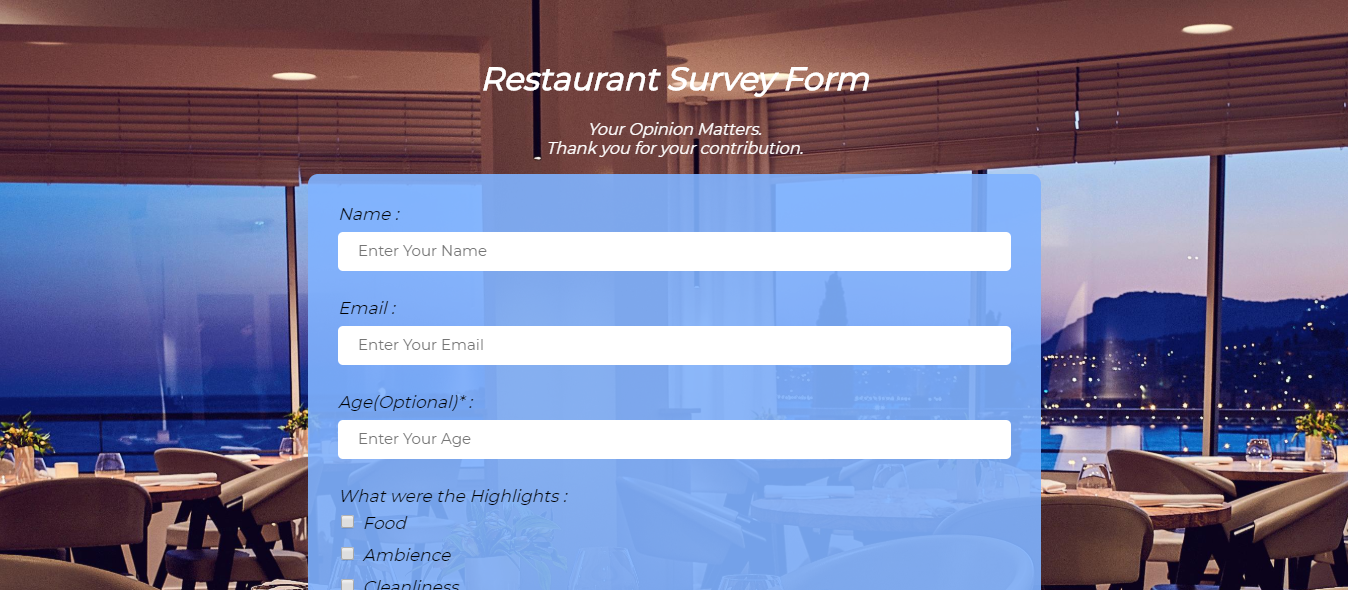 Restaurant Survey Form
Your Opinion Matters.
Thank you for your contribution.
Name :
Enter Your Name
Email :
Enter Your Email
Age(Optional)* :
Enter Your Age
What were the Highlights :
Food
Ambience
Cleanliness